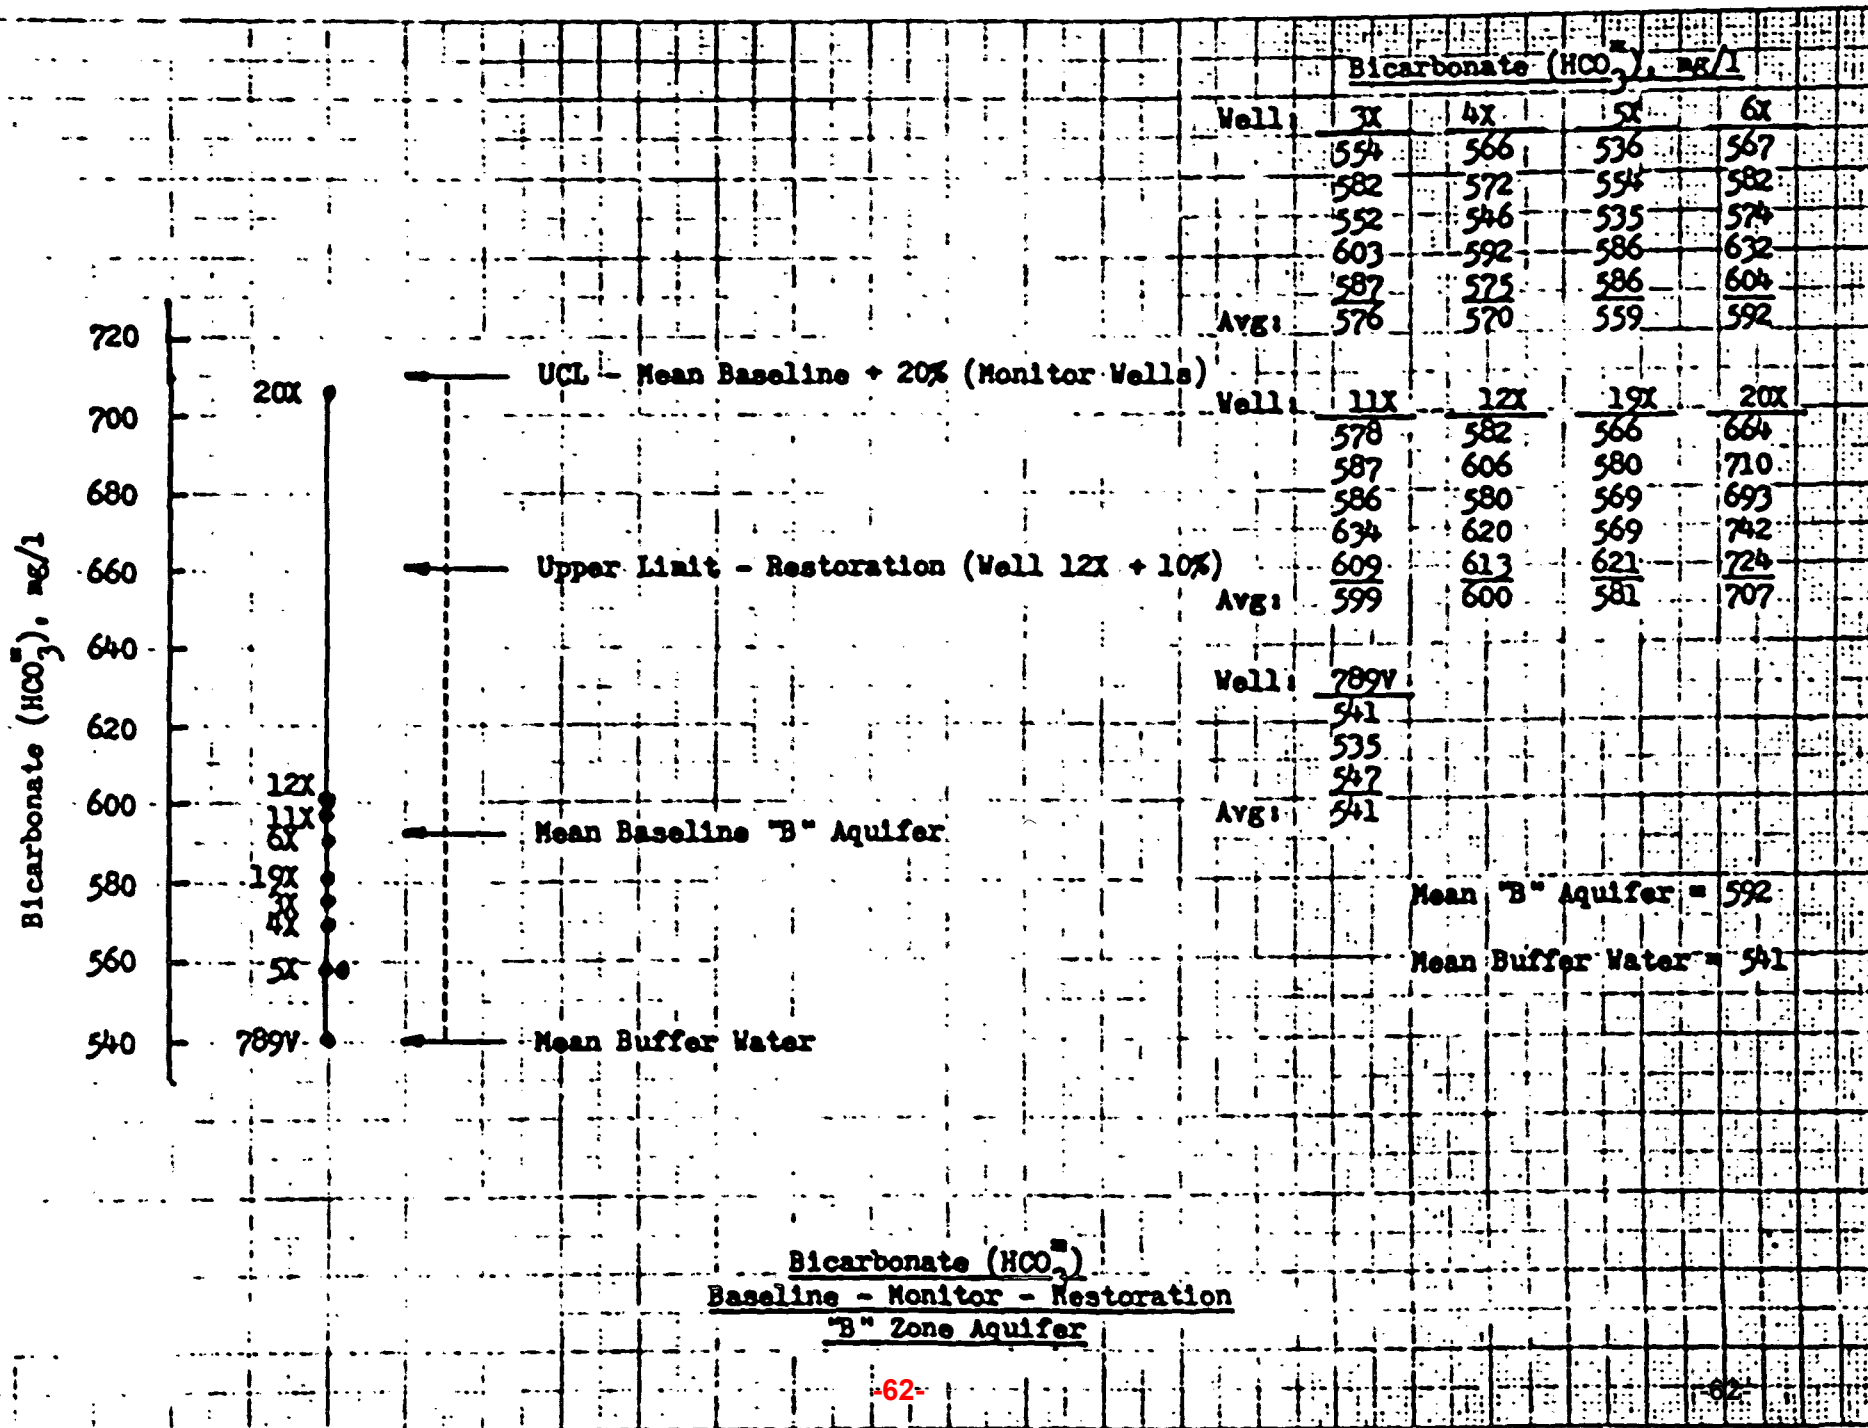 Bicarbonate (HCO₃⁼), mg/l
Well: 3X 4X 5X 6X
554 566 536 567
582 572 554 582
552 546 535 574
603 592 586 632
587 575 586 604
Avg: 576 570 559 592
Well: 11X 12X 19X 20X
578 582 566 664
587 606 580 710
586 580 569 693
634 620 569 742
609 613 621 724
Avg: 599 600 581 707
Well: 789V
541
535
547
Avg: 541
Mean "B" Aquifer = 592
Mean Buffer Water = 541
Bicarbonate (HCO₃⁼), mg/l
720
700
680
660
640
620
600
580
560
540
20X
12X
11X
6X
19X
3X
4X
5X
789V
UCL - Mean Baseline + 20% (Monitor Wells)
Upper Limit - Restoration (Well 12X + 10%)
Mean Baseline "B" Aquifer
Mean Buffer Water
Bicarbonate (HCO₃⁼)
Baseline - Monitor - Restoration
"B" Zone Aquifer
-62-
-62-